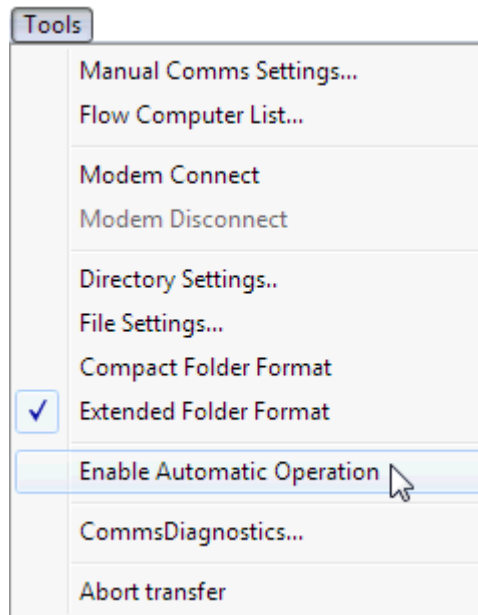 Tools
Manual Comms Settings...
Flow Computer List...
Modem Connect
Modem Disconnect
Directory Settings..
File Settings...
Compact Folder Format
Extended Folder Format
Enable Automatic Operation
CommsDiagnostics...
Abort transfer